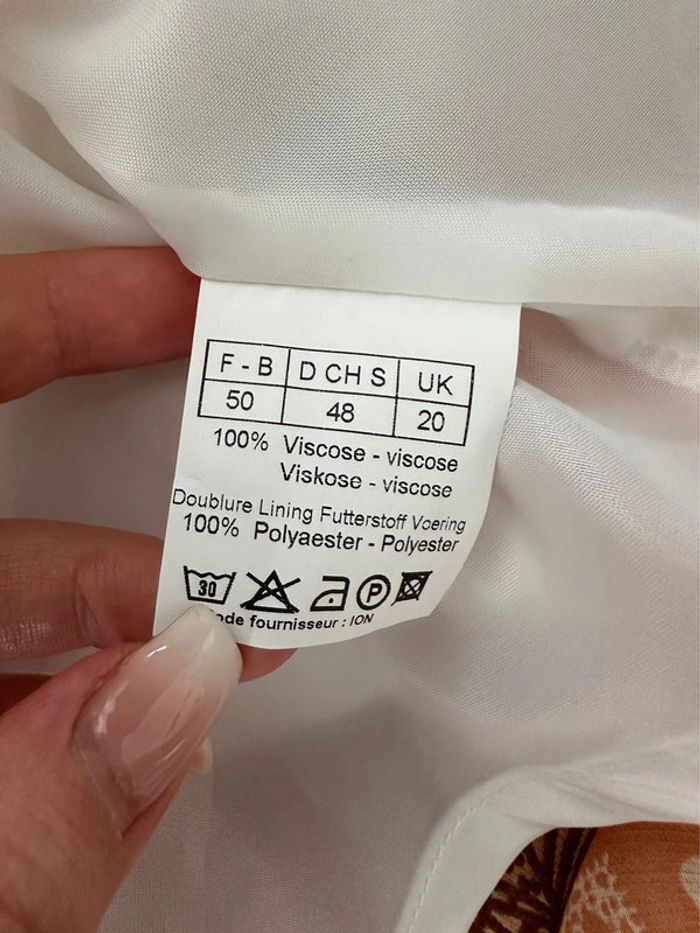 F - B D CH S UK
50 48 20
100% Viscose - viscose
Viskose - viscose
Doublure Lining Futterstoff Voering
100% Polyaester - Polyester
30 P
fournisseur : ION